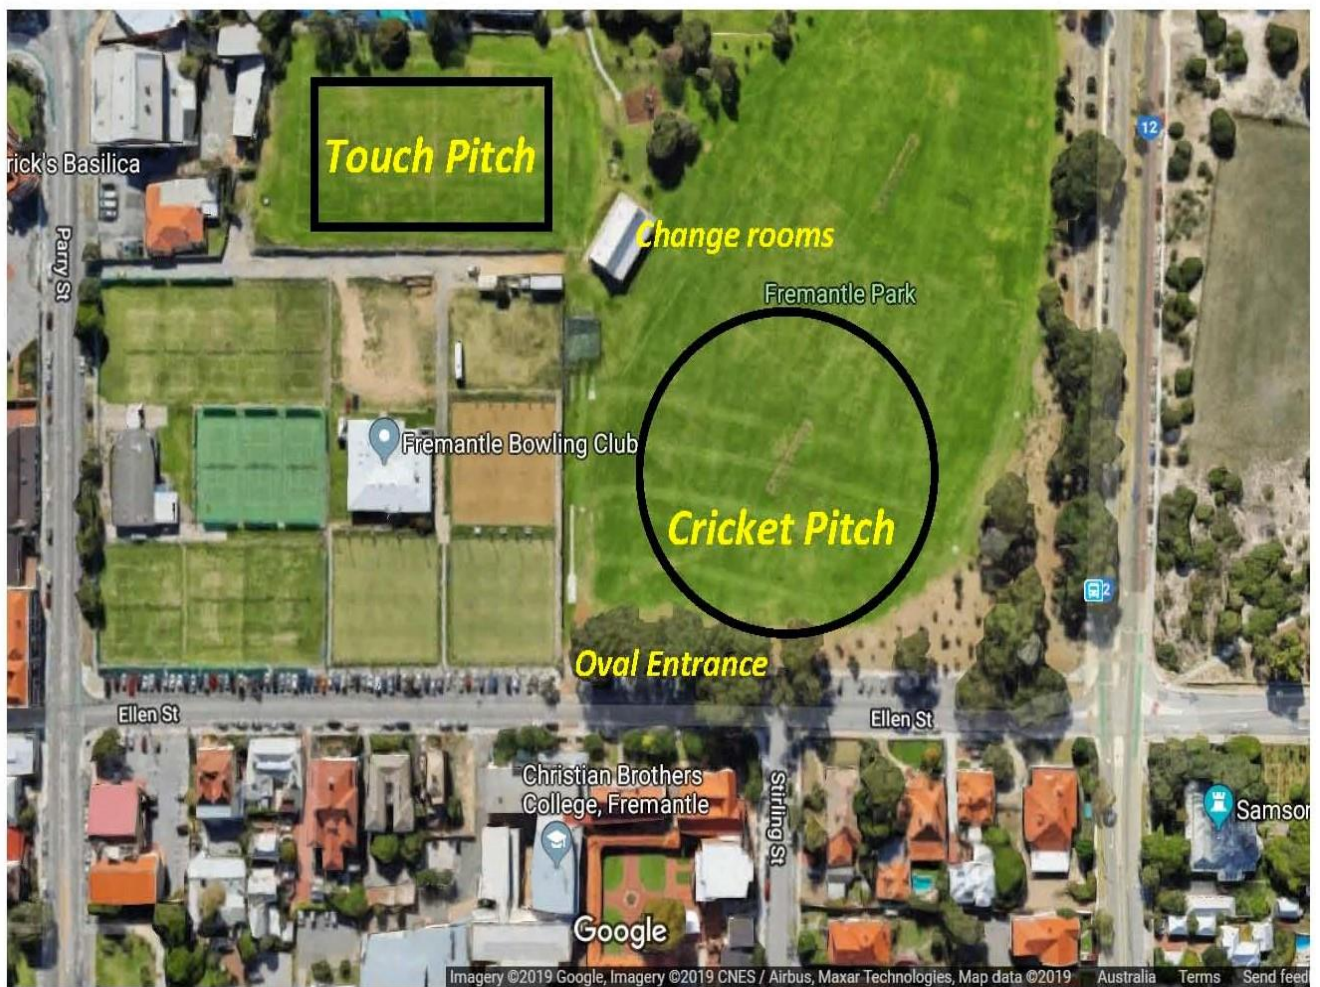 12
Touch Pitch
rick's Basilica
Parry St
Change rooms
Fremantle Park
Fremantle Bowling Club
Cricket Pitch
2
Oval Entrance
Ellen St
Ellen St
Christian Brothers
College, Fremantle
Stirling St
Samson
Google
Imagery ©2019 Google, Imagery ©2019 CNES / Airbus, Maxar Technologies, Map data ©2019 Australia Terms Send feed